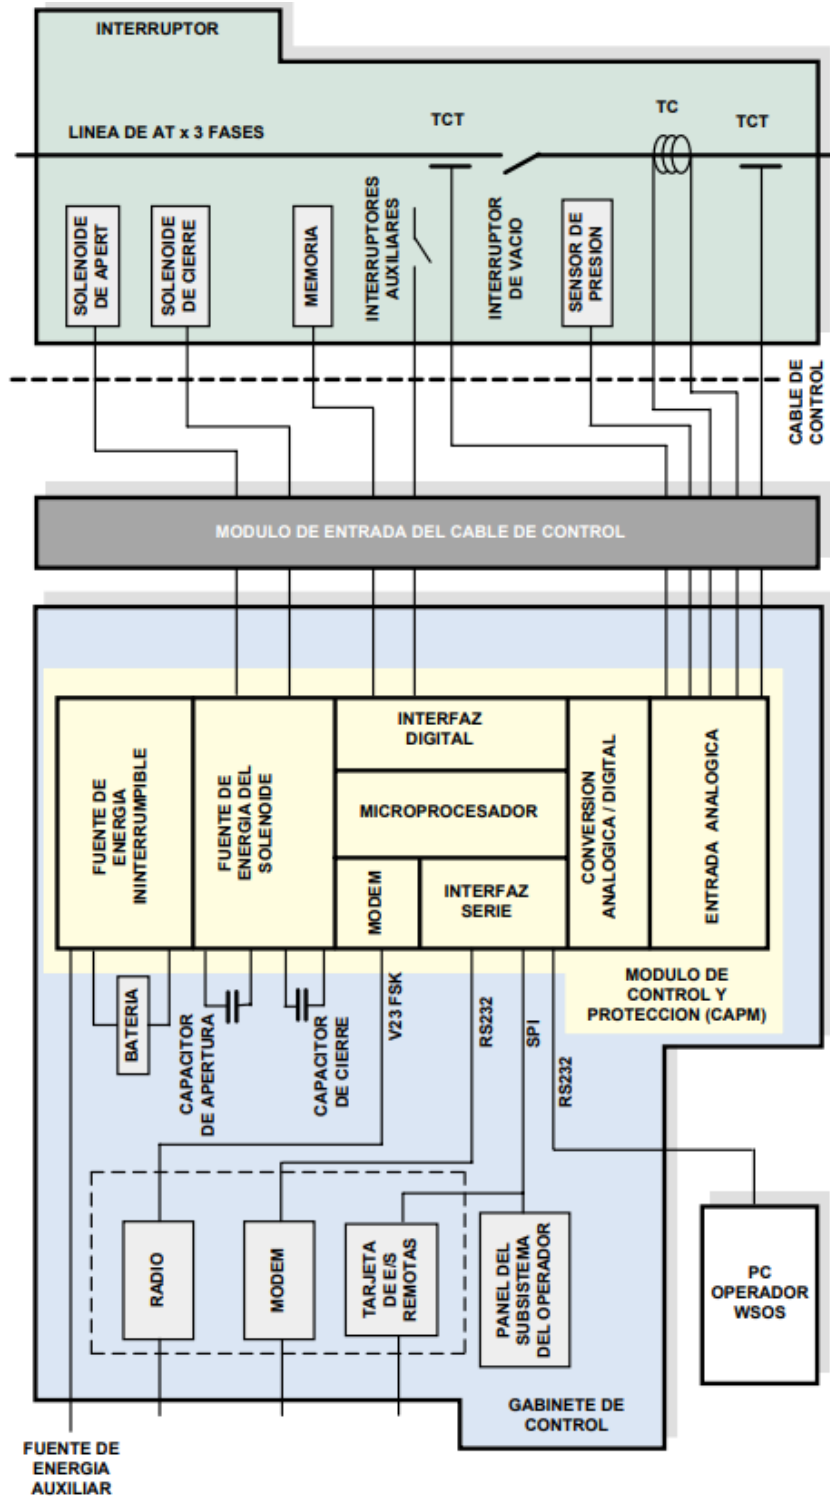 INTERRUPTOR
LINEA DE AT x 3 FASES
TCT
TC
TCT
SOLENOIDE
DE APERT
SOLENOIDE
DE CIERRE
MEMORIA
INTERRUPTORES
AUXILIARES
INTERRUPTOR
DE VACIO
SENSOR DE
PRESIÓN
CABLE DE
CONTROL
MODULO DE ENTRADA DEL CABLE DE CONTROL
FUENTE DE
ENERGIA
ININTERRUMPIBLE
FUENTE DE
ENERGIA DEL
SOLENOIDE
INTERFAZ
DIGITAL
MICROPROCESADOR
MODEM
INTERFAZ
SERIE
CONVERSION
ANALOGICA / DIGITAL
ENTRADA ANALOGICA
MODULO DE
CONTROL Y
PROTECCION (CAPM)
BATERIA
CAPACITOR
DE APERTURA
CAPACITOR
DE CIERRE
V23 FSK
RS232
SPI
RS232
RADIO
MODEM
TARJETA
DE E/S
REMOTAS
PANEL DEL
SUBSISTEMA
DEL OPERADOR
PC
OPERADOR
WSOS
GABINETE DE
CONTROL
FUENTE DE
ENERGIA
AUXILIAR